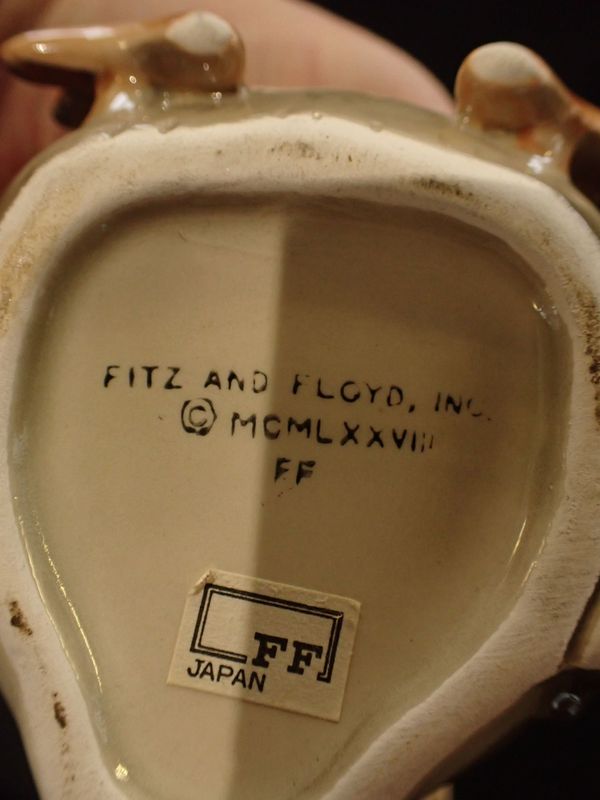 FITZ AND FLOYD, INC.
© MCMLXXVIII
FF
FF
JAPAN